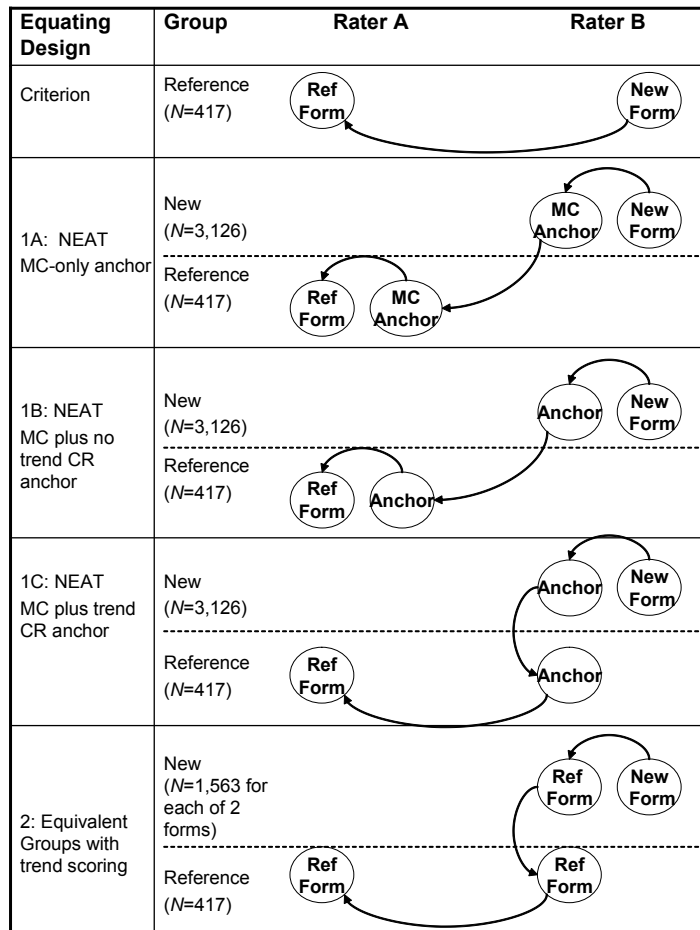 Equating Design
Group
Rater A
Rater B
Criterion
Reference
(N=417)
Ref
Form
New
Form
1A: NEAT
MC-only anchor
New
(N=3,126)
MC
Anchor
New
Form
Reference
(N=417)
Ref
Form
MC
Anchor
1B: NEAT
MC plus no
trend CR
anchor
New
(N=3,126)
Anchor
New
Form
Reference
(N=417)
Ref
Form
Anchor
1C: NEAT
MC plus trend
CR anchor
New
(N=3,126)
Anchor
New
Form
Reference
(N=417)
Ref
Form
Anchor
2: Equivalent
Groups with
trend scoring
New
(N=1,563 for
each of 2
forms)
Ref
Form
New
Form
Reference
(N=417)
Ref
Form
Ref
Form